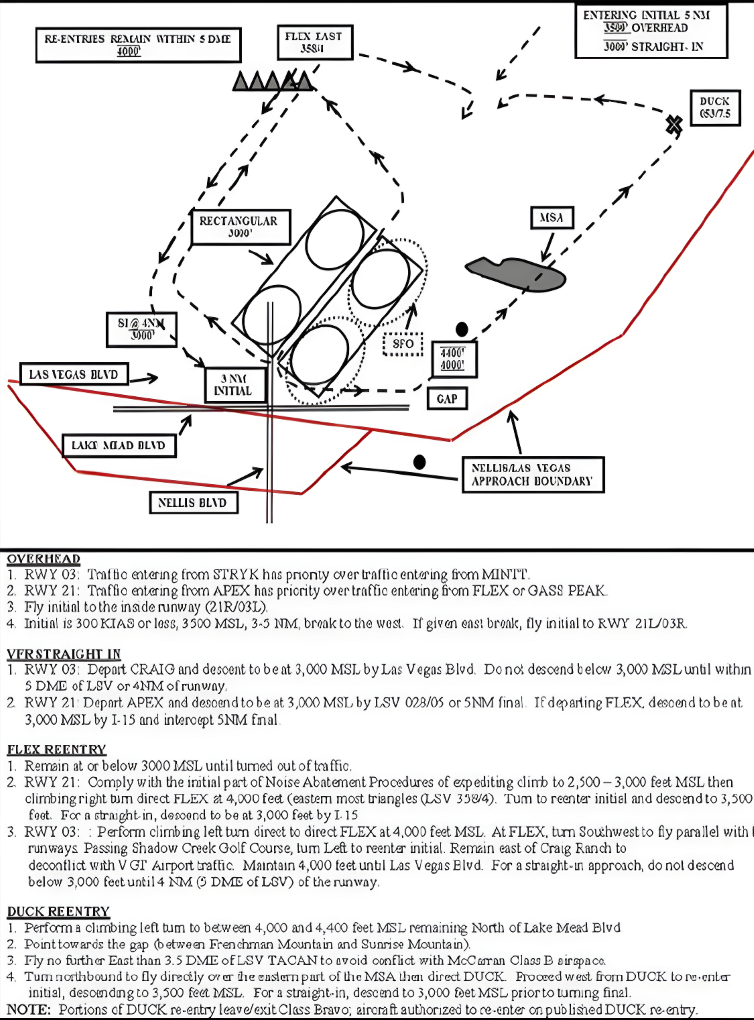 RE-ENTRIES REMAIN WITHIN 5 DME
4000'
FLEX EAST
358/4
ENTERING INITIAL 5 NM
3500' OVERHEAD
3000' STRAIGHT- IN
DUCK
053/7.5
RECTANGULAR
3000'
MSA
SI @ 4NM
3000'
SFO
4400'
4000'
LAS VEGAS BLVD
3 NM
INITIAL
GAP
LAKE MEAD BLVD
NELLIS/LAS VEGAS
APPROACH BOUNDARY
NELLIS BLVD
OVERHEAD
1. RWY 03: Traffic entering from STRYK has priority over traffic entering from MINTT.
2. RWY 21: Traffic entering from APEX has priority over traffic entering from FLEX or GASS PEAK.
3. Fly initial to the inside runway (21R/03L).
4. Initial is 300 KIAS or less, 3500 MSL, 3-5 NM, break to the west. If given east break, fly initial to RWY 21L/03R.
VFR STRAIGHT IN
1. RWY 03: Depart CRAIG and descent to be at 3,000 MSL by Las Vegas Blvd. Do not descend below 3,000 MSL until within
5 DME of LSV or 4NM of runway.
2. RWY 21: Depart APEX and descend to be at 3,000 MSL by LSV 028/05 or 5NM final. If departing FLEX, descend to be at
3,000 MSL by I-15 and intercept 5NM final.
FLEX REENTRY
1. Remain at or below 3000 MSL until turned out of traffic.
2. RWY 21: Comply with the initial part of Noise Abatement Procedures of expediting climb to 2,500 – 3,000 feet MSL then
climbing right turn direct FLEX at 4,000 feet (eastern most triangles (LSV 358/4). Turn to reenter initial and descend to 3,500
feet. For a straight-in, descend to be at 3,000 feet by I-15
3. RWY 03: : Perform climbing left turn direct to direct FLEX at 4,000 feet MSL. At FLEX, turn Southwest to fly parallel with
runways. Passing Shadow Creek Golf Course, turn Left to reenter initial. Remain east of Craig Ranch to
deconflict with VGT Airport traffic. Maintain 4,000 feet until Las Vegas Blvd. For a straight-in approach, do not descend
below 3,000 feet until 4 NM (5 DME of LSV) of the runway.
DUCK REENTRY
1. Perform a climbing left turn to between 4,000 and 4,400 feet MSL remaining North of Lake Mead Blvd
2. Point towards the gap (between Frenchman Mountain and Sunrise Mountain).
3. Fly no further East than 3.5 DME of LSV TACAN to avoid conflict with McCarran Class B airspace.
4. Turn northbound to fly directly over the eastern part of the MSA then direct DUCK. Proceed west from DUCK to re-enter
initial, descending to 3,500 feet MSL. For a straight-in, descend to 3,000 feet MSL prior to turning final.
NOTE: Portions of DUCK re-entry leave/exit Class Bravo; aircraft authorized to re-enter on published DUCK re-entry.